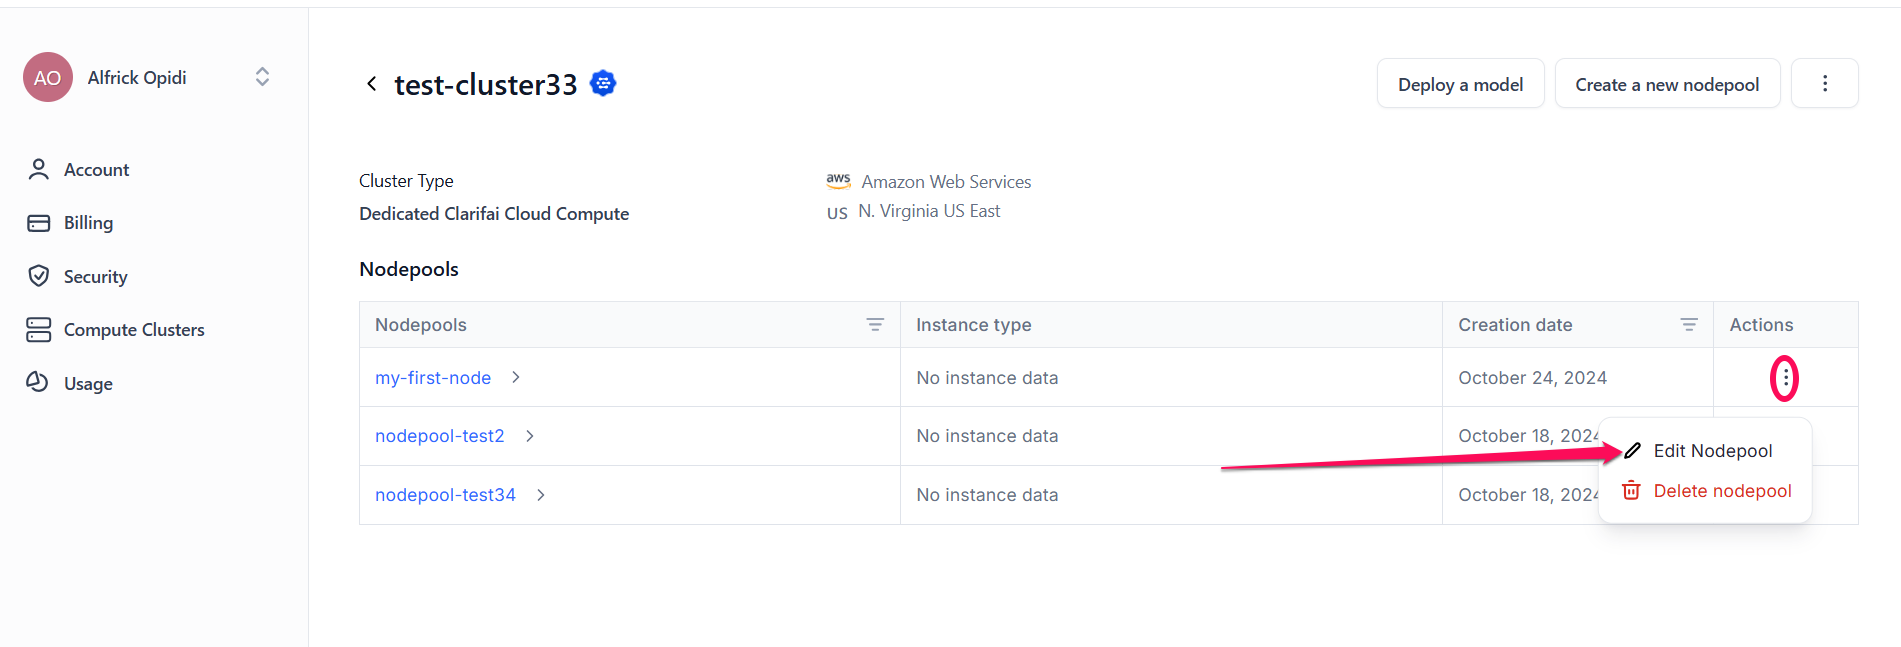 AO Alfrick Opidi
Account
Billing
Security
Compute Clusters
Usage
test-cluster33
Deploy a model
Create a new nodepool
Cluster Type
Dedicated Clarifai Cloud Compute
aws Amazon Web Services
US N. Virginia US East
Nodepools
Nodepools Instance type Creation date Actions
my-first-node No instance data October 24, 2024
nodepool-test2 No instance data October 18, 2024
nodepool-test34 No instance data October 18, 2024
Edit Nodepool
Delete nodepool